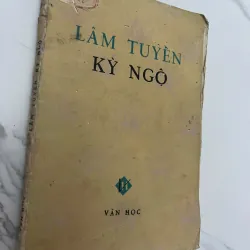 LÂM TUYỀN
KỲ NGỘ
VĂN HỌC